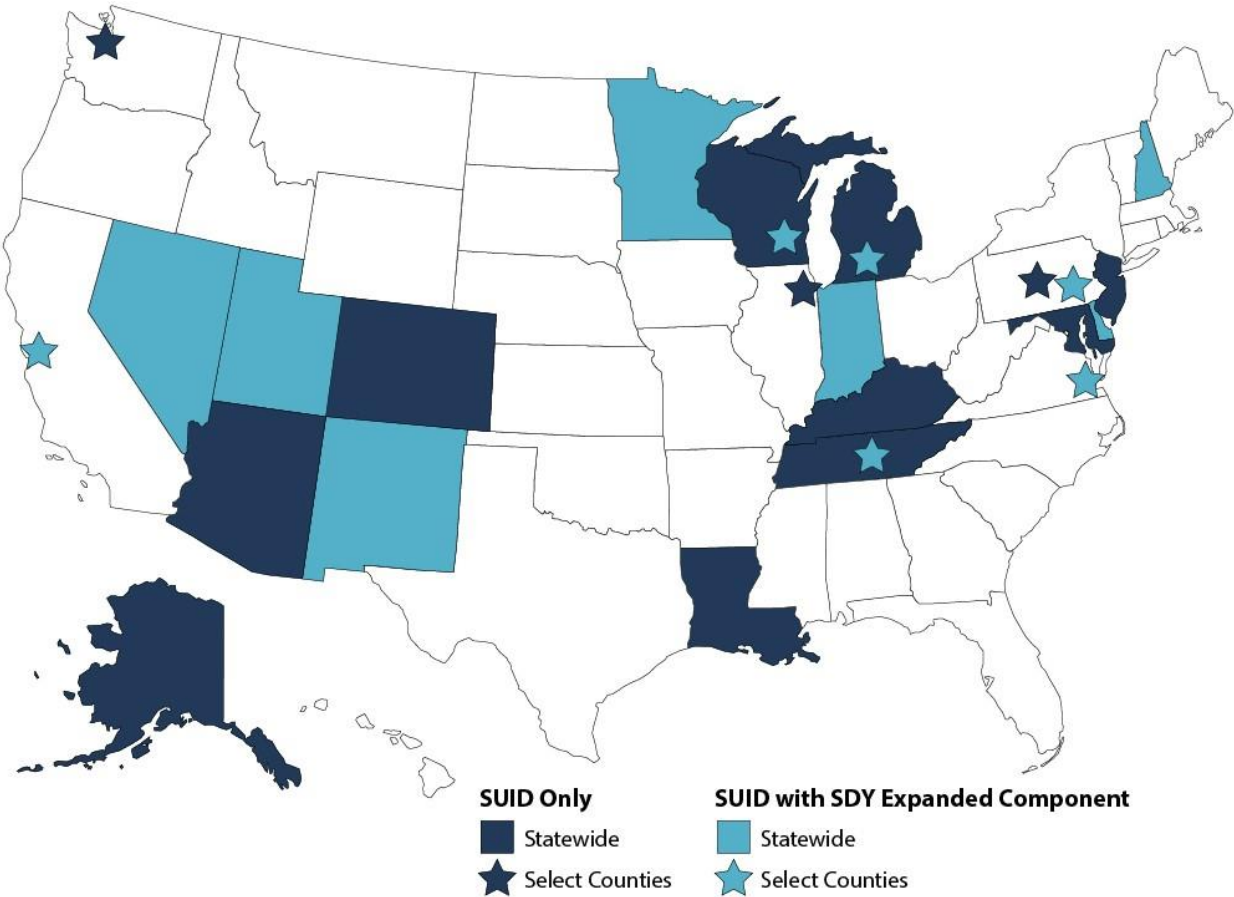 SUID Only
Statewide
Select Counties
SUID with SDY Expanded Component
Statewide
Select Counties